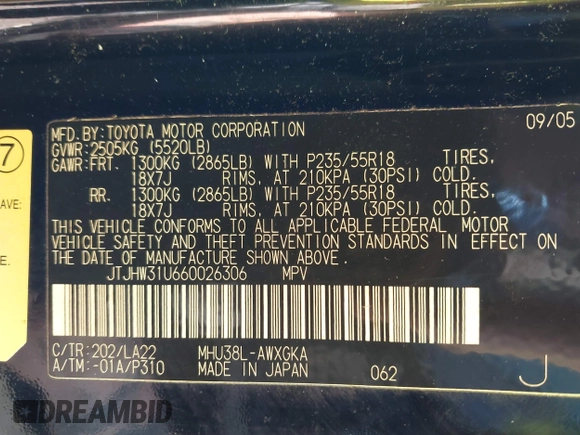 MFD.BY:TOYOTA MOTOR CORPORATION 09/05
GVWR:2505KG (5520LB)
GAWR:FRT. 1300KG (2865LB) WITH P235/55R18 TIRES,
18X7J RIMS, AT 210KPA (30PSI) COLD.
RR. 1300KG (2865LB) WITH P235/55R18 TIRES,
18X7J RIMS, AT 210KPA (30PSI) COLD.
THIS VEHICLE CONFORMS TO ALL APPLICABLE FEDERAL MOTOR
VEHICLE SAFETY AND THEFT PREVENTION STANDARDS IN EFFECT ON
THE DATE OF MANUFACTURE SHOWN ABOVE.
JTJHW31U660026306 MPV
C/TR:202/LA22 MHU38L-AWXGKA
A/TM:-01A/P310 MADE IN JAPAN 062 J
7
AVE:
E.
DREAMBID